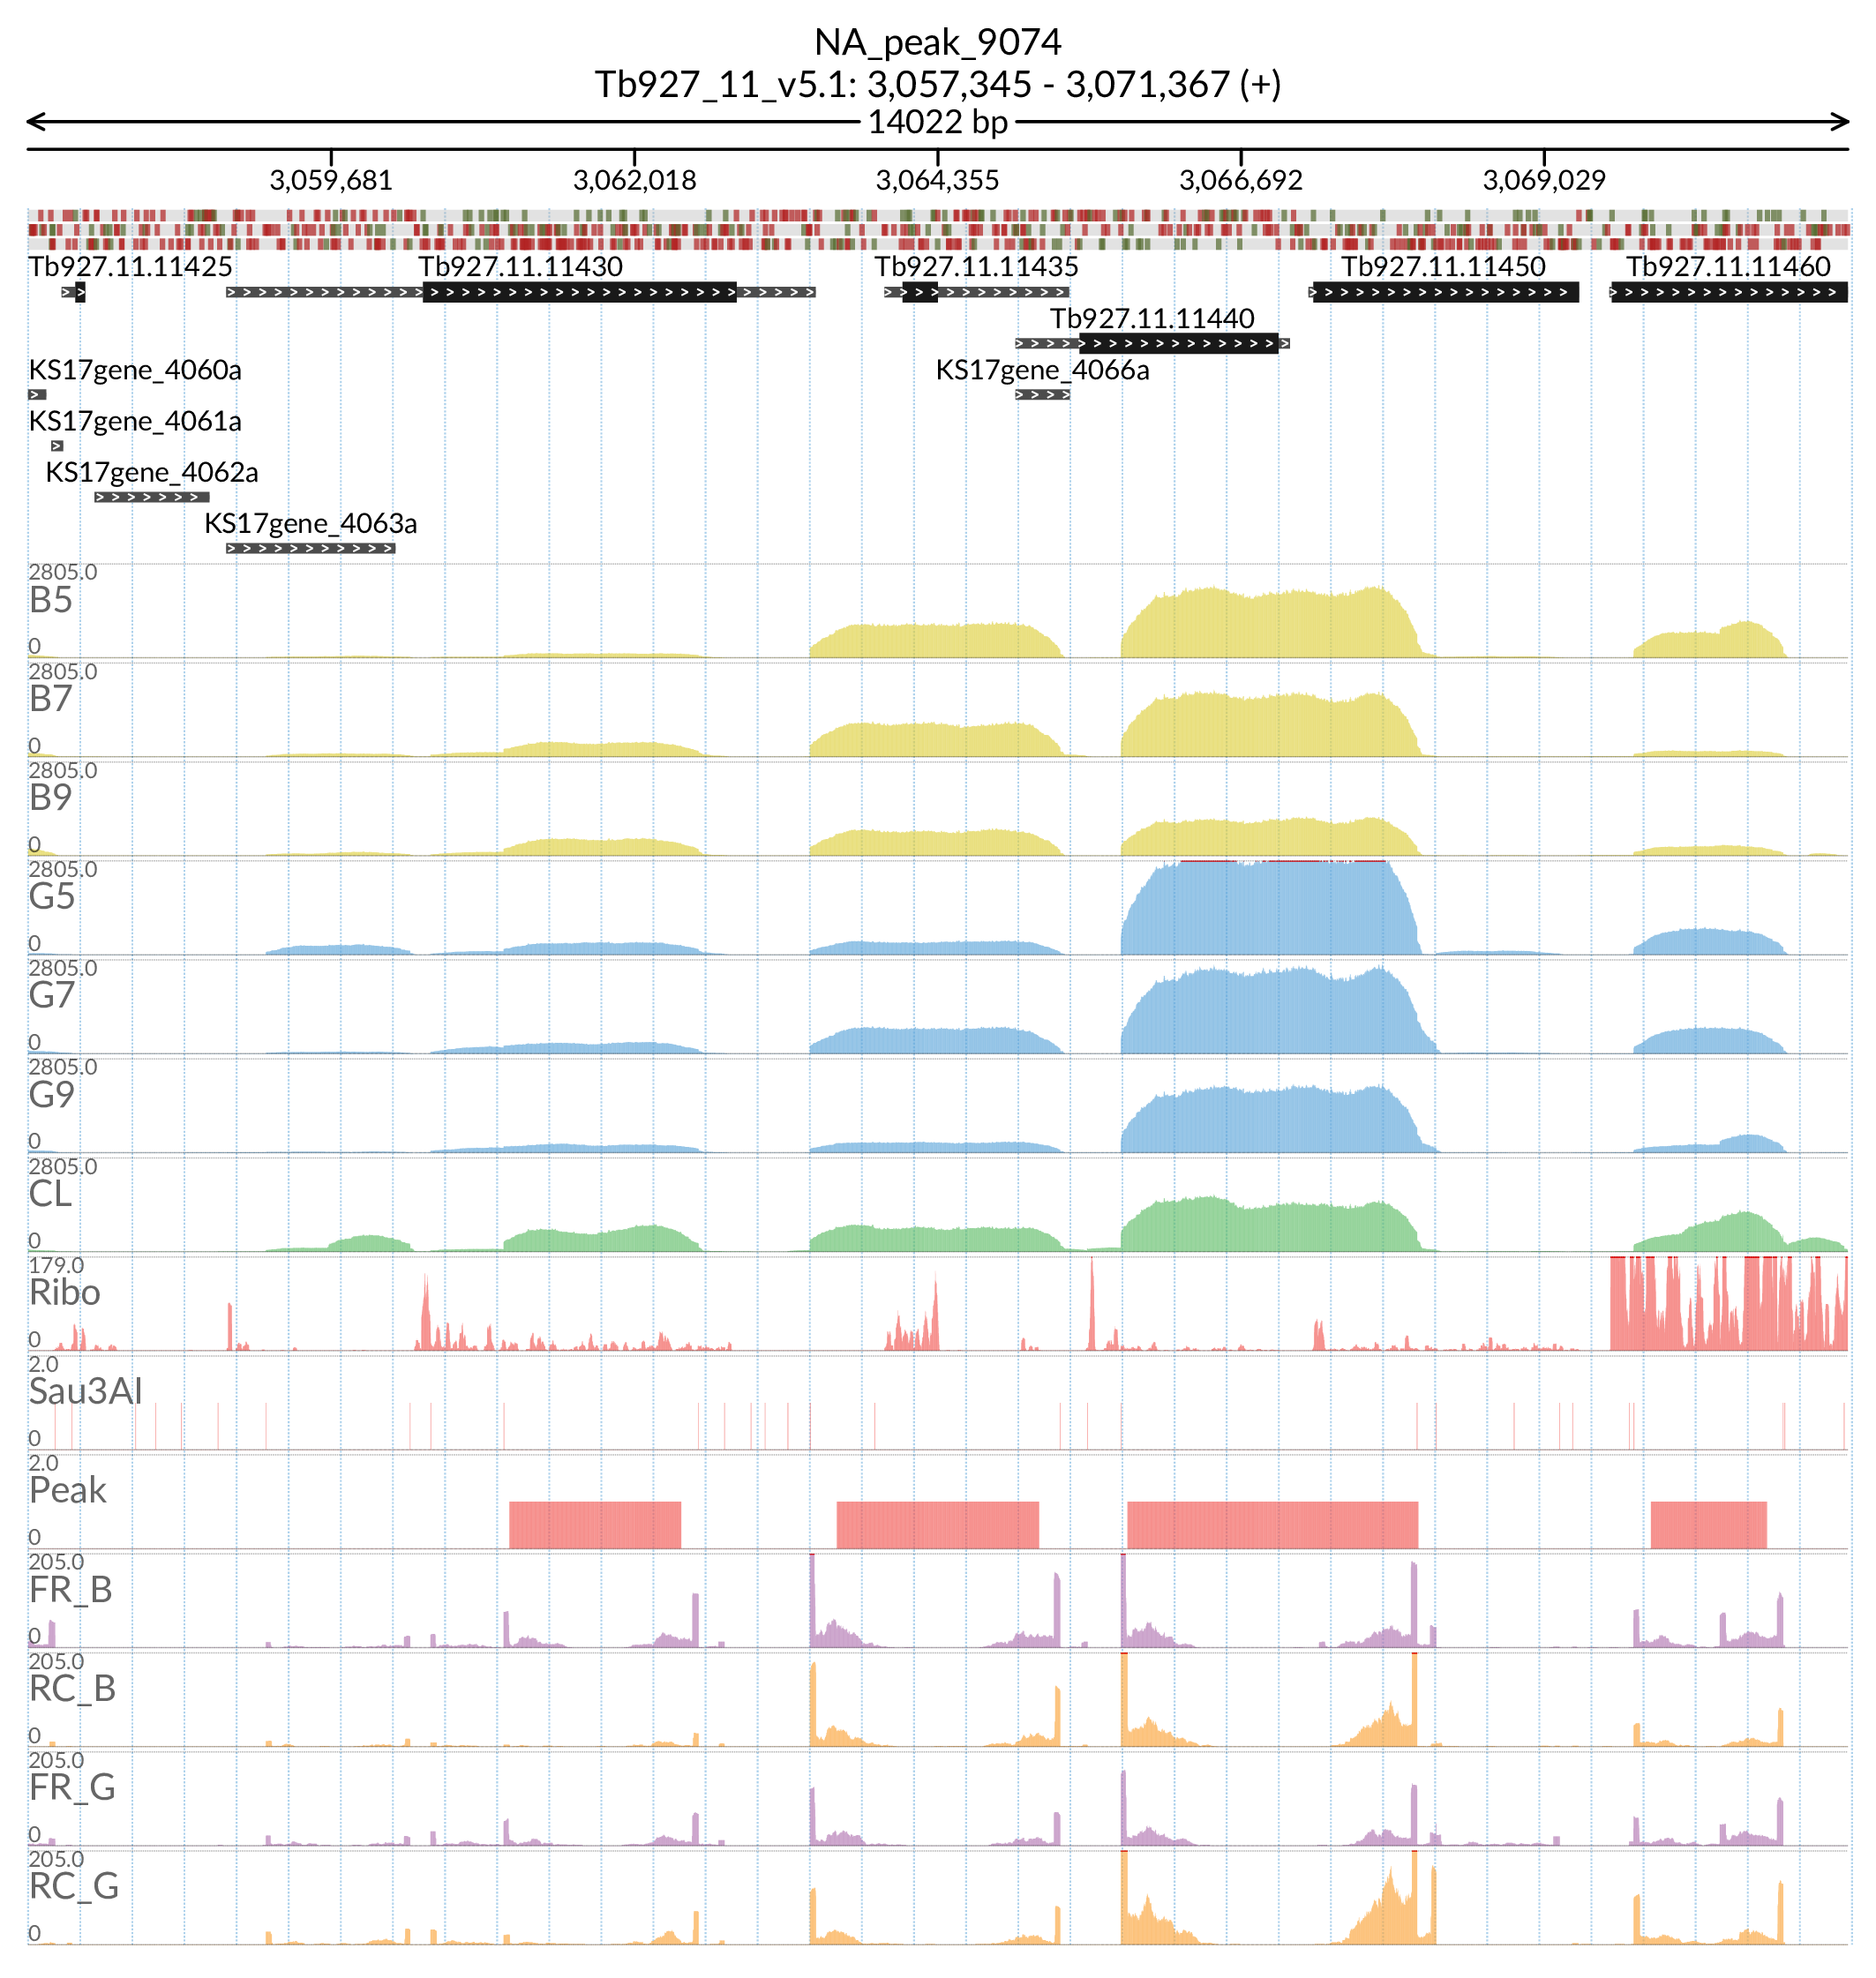 NA_peak_9074
Tb927_11_v5.1: 3,057,345 - 3,071,367 (+)
14022 bp
3,059,681 3,062,018 3,064,355 3,066,692 3,069,029
Tb927.11.11425 Tb927.11.11430 Tb927.11.11435 Tb927.11.11450 Tb927.11.11460
Tb927.11.11440
KS17gene_4060a KS17gene_4066a
KS17gene_4061a
KS17gene_4062a
KS17gene_4063a
2805.0
B5
0
2805.0
B7
0
2805.0
B9
0
2805.0
G5
0
2805.0
G7
0
2805.0
G9
0
2805.0
CL
0
179.0
Ribo
0
2.0
Sau3AI
0
2.0
Peak
0
205.0
FR_B
0
205.0
RC_B
0
205.0
FR_G
0
205.0
RC_G
0